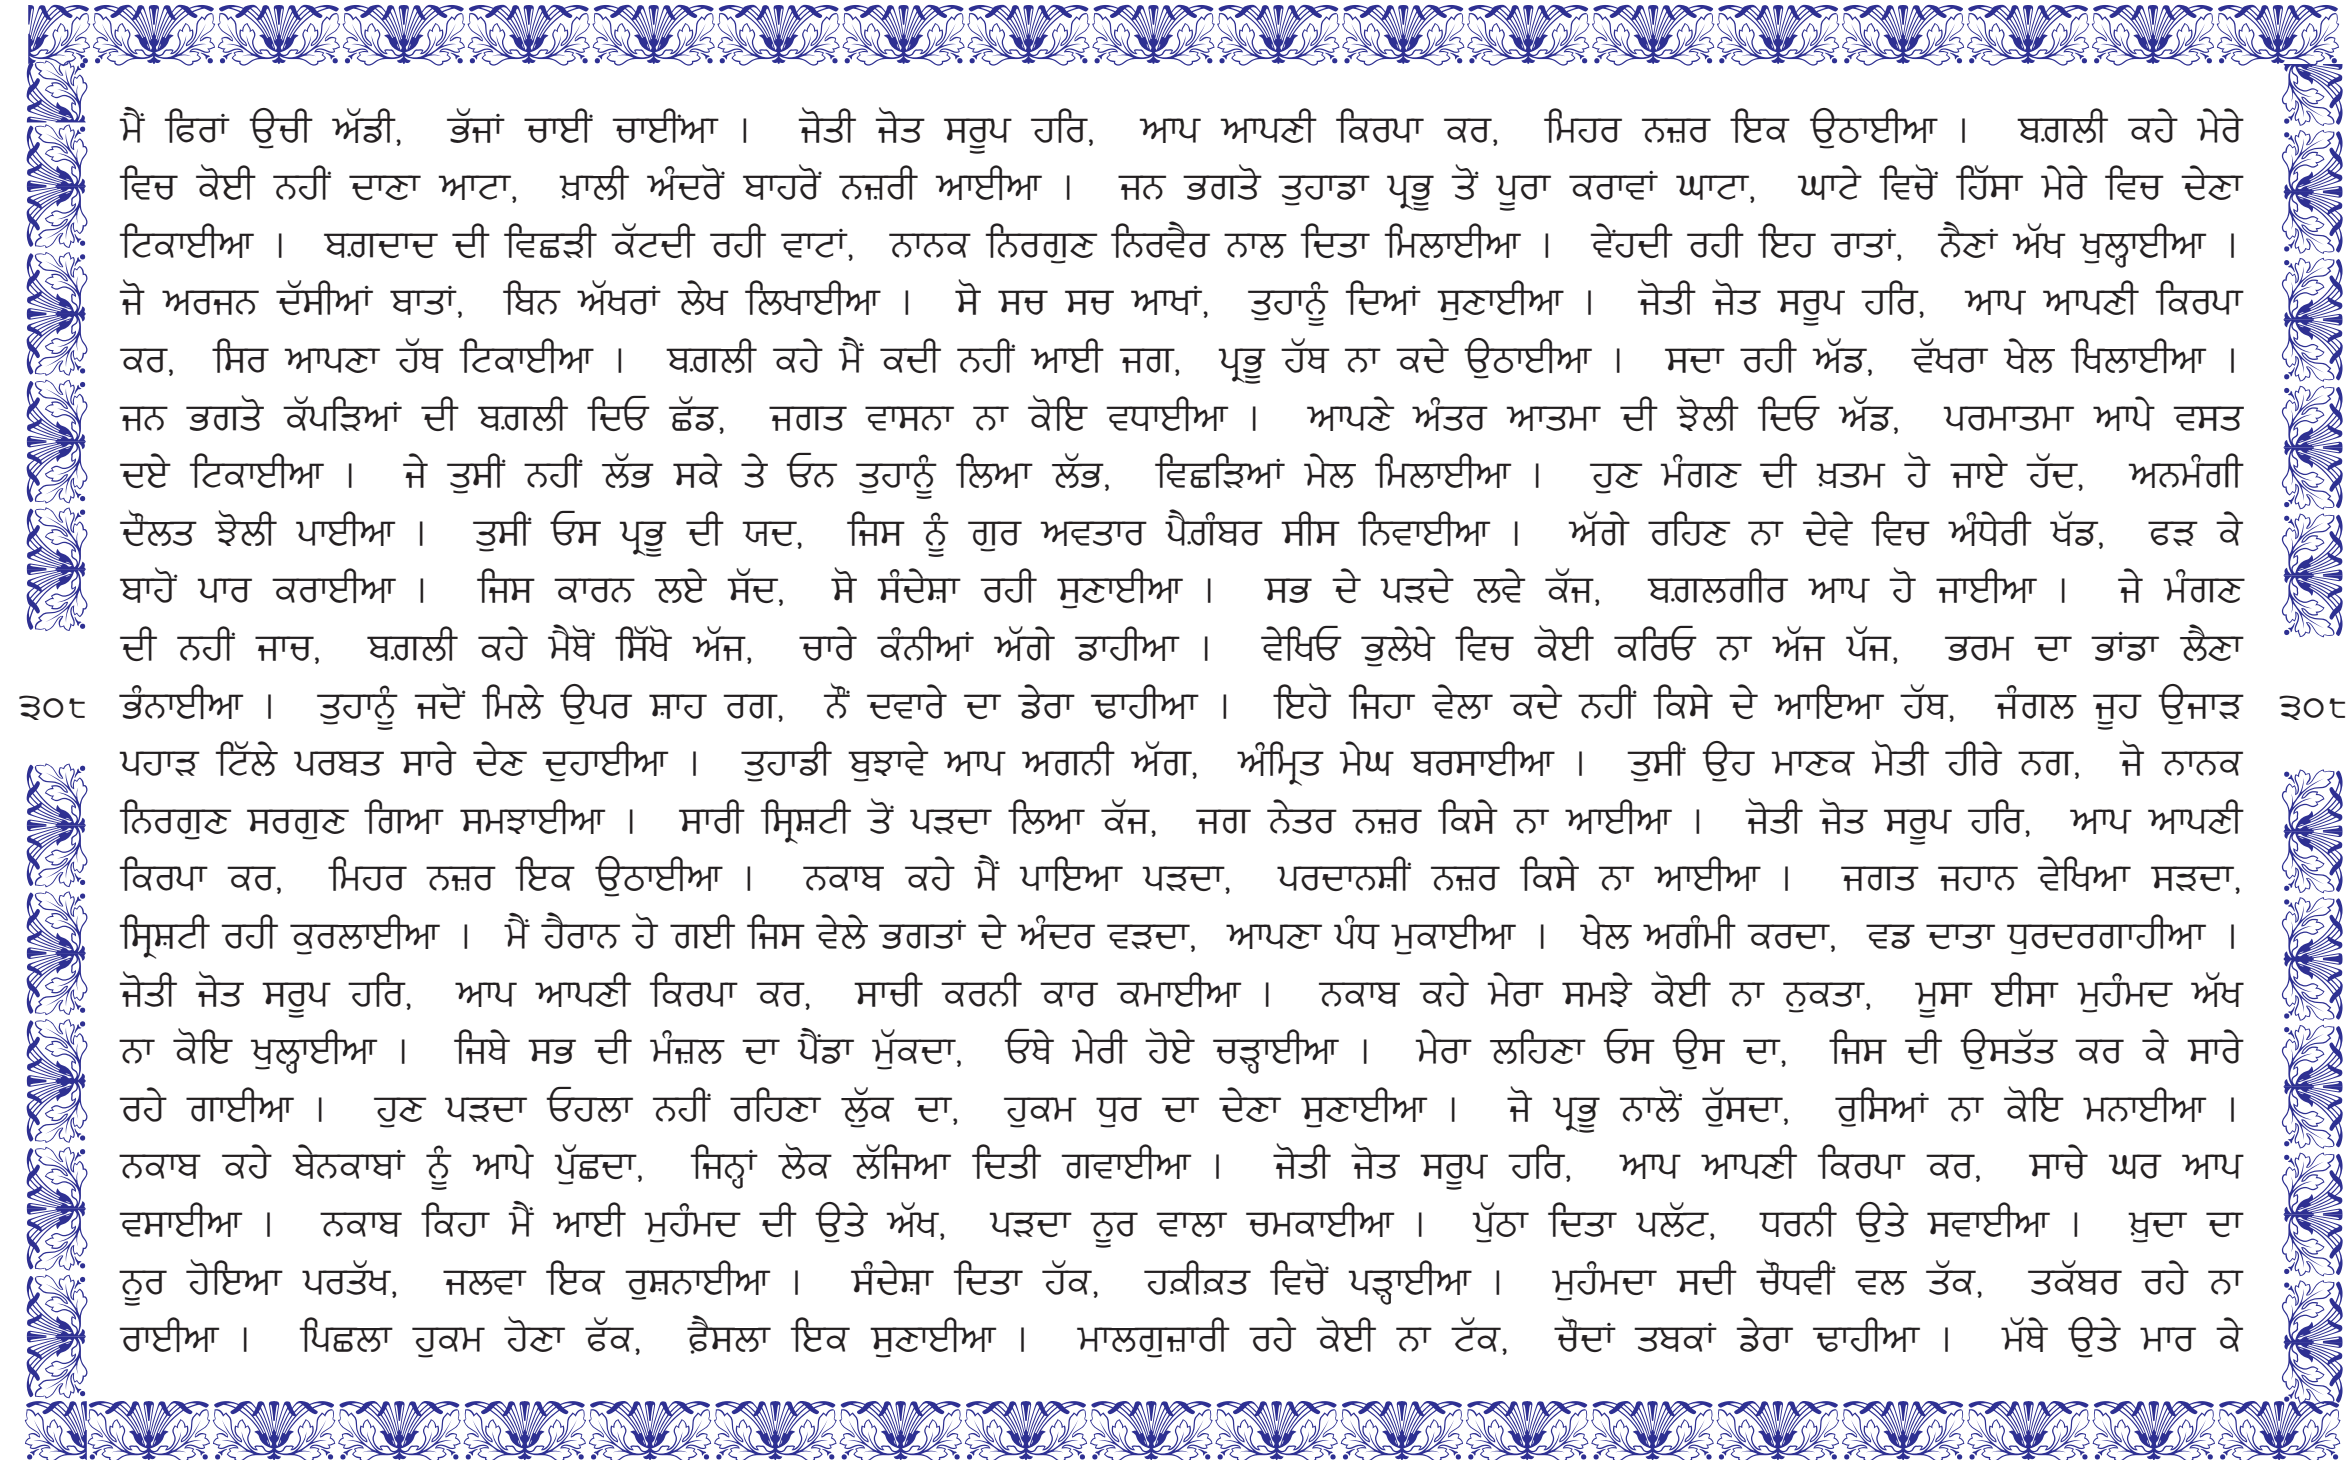 ਮੈਂ ਫਿਰਾਂ ਉਚੀ ਅੱਡੀ, ਭੱਜਾਂ ਚਾਈਂ ਚਾਈਂਆ । ਜੋਤੀ ਜੋਤ ਸਰੂਪ ਹਰਿ, ਆਪ ਆਪਣੀ ਕਿਰਪਾ ਕਰ, ਮਿਹਰ ਨਜ਼ਰ ਇਕ ਉਠਾਈਆ । ਬਗ਼ਲੀ ਕਹੇ ਮੇਰੇ
ਵਿਚ ਕੋਈ ਨਹੀਂ ਦਾਣਾ ਆਟਾ, ਖ਼ਾਲੀ ਅੰਦਰੋਂ ਬਾਹਰੋਂ ਨਜ਼ਰੀ ਆਈਆ । ਜਨ ਭਗਤੋ ਤੁਹਾਡਾ ਪ੍ਰਭੂ ਤੋਂ ਪੂਰਾ ਕਰਾਵਾਂ ਘਾਟਾ, ਘਾਟੇ ਵਿਚੋਂ ਹਿੱਸਾ ਮੇਰੇ ਵਿਚ ਦੇਣਾ
ਟਿਕਾਈਆ । ਬਗ਼ਦਾਦ ਦੀ ਵਿਛੜੀ ਕੱਟਦੀ ਰਹੀ ਵਾਟਾਂ, ਨਾਨਕ ਨਿਰਗੁਣ ਨਿਰਵੈਰ ਨਾਲ ਦਿਤਾ ਮਿਲਾਈਆ । ਵੇਂਹਦੀ ਰਹੀ ਇਹ ਰਾਤਾਂ, ਨੈਣਾਂ ਅੱਖ ਖੁਲ੍ਹਾਈਆ ।
ਜੋ ਅਰਜਨ ਦੱਸੀਆਂ ਬਾਤਾਂ, ਬਿਨ ਅੱਖਰਾਂ ਲੇਖ ਲਿਖਾਈਆ । ਸੋ ਸਚ ਸਚ ਆਖਾਂ, ਤੁਹਾਨੂੰ ਦਿਆਂ ਸੁਣਾਈਆ । ਜੋਤੀ ਜੋਤ ਸਰੂਪ ਹਰਿ, ਆਪ ਆਪਣੀ ਕਿਰਪਾ
ਕਰ, ਸਿਰ ਆਪਣਾ ਹੱਥ ਟਿਕਾਈਆ । ਬਗ਼ਲੀ ਕਹੇ ਮੈਂ ਕਦੀ ਨਹੀਂ ਆਈ ਜਗ, ਪ੍ਰਭੂ ਹੱਥ ਨਾ ਕਦੇ ਉਠਾਈਆ । ਸਦਾ ਰਹੀ ਅੱਡ, ਵੱਖਰਾ ਖੇਲ ਖਿਲਾਈਆ ।
ਜਨ ਭਗਤੋ ਕੱਪੜਿਆਂ ਦੀ ਬਗ਼ਲੀ ਦਿਓ ਛੱਡ, ਜਗਤ ਵਾਸਨਾ ਨਾ ਕੋਇ ਵਧਾਈਆ । ਆਪਣੇ ਅੰਤਰ ਆਤਮਾ ਦੀ ਝੋਲੀ ਦਿਓ ਅੱਡ, ਪਰਮਾਤਮਾ ਆਪੇ ਵਸਤ
ਦਏ ਟਿਕਾਈਆ । ਜੇ ਤੁਸੀਂ ਨਹੀਂ ਲੱਭ ਸਕੇ ਤੇ ਓਨ ਤੁਹਾਨੂੰ ਲਿਆ ਲੱਭ, ਵਿਛੜਿਆਂ ਮੇਲ ਮਿਲਾਈਆ । ਹੁਣ ਮੰਗਣ ਦੀ ਖ਼ਤਮ ਹੋ ਜਾਏ ਹੱਦ, ਅਨਮੰਗੀ
ਦੌਲਤ ਝੋਲੀ ਪਾਈਆ । ਤੁਸੀਂ ਓਸ ਪ੍ਰਭੂ ਦੀ ਯਦ, ਜਿਸ ਨੂੰ ਗੁਰ ਅਵਤਾਰ ਪੈਗ਼ੰਬਰ ਸੀਸ ਨਿਵਾਈਆ । ਅੱਗੇ ਰਹਿਣ ਨਾ ਦੇਵੇ ਵਿਚ ਅੰਧੇਰੀ ਖੱਡ, ਫੜ ਕੇ
ਬਾਹੋਂ ਪਾਰ ਕਰਾਈਆ । ਜਿਸ ਕਾਰਨ ਲਏ ਸੱਦ, ਸੋ ਸੰਦੇਸ਼ਾ ਰਹੀ ਸੁਣਾਈਆ । ਸਭ ਦੇ ਪੜਦੇ ਲਵੇ ਕੱਜ, ਬਗ਼ਲਗੀਰ ਆਪ ਹੋ ਜਾਈਆ । ਜੇ ਮੰਗਣ
ਦੀ ਨਹੀਂ ਜਾਚ, ਬਗ਼ਲੀ ਕਹੇ ਮੈਥੋਂ ਸਿੱਖੋ ਅੱਜ, ਚਾਰੇ ਕੰਨੀਆਂ ਅੱਗੇ ਡਾਹੀਆ । ਵੇਖਿਓ ਭੁਲੇਖੇ ਵਿਚ ਕੋਈ ਕਰਿਓ ਨਾ ਅੱਜ ਪੱਜ, ਭਰਮ ਦਾ ਭਾਂਡਾ ਲੈਣਾ
੩੦੮ ਭੰਨਾਈਆ । ਤੁਹਾਨੂੰ ਜਦੋਂ ਮਿਲੇ ਉਪਰ ਸ਼ਾਹ ਰਗ, ਨੌਂ ਦਵਾਰੇ ਦਾ ਡੇਰਾ ਢਾਹੀਆ । ਇਹੋ ਜਿਹਾ ਵੇਲਾ ਕਦੇ ਨਹੀਂ ਕਿਸੇ ਦੇ ਆਇਆ ਹੱਥ, ਜੰਗਲ ਜੂਹ ਉਜਾੜ ੩੦੮
ਪਹਾੜ ਟਿੱਲੇ ਪਰਬਤ ਸਾਰੇ ਦੇਣ ਦੁਹਾਈਆ । ਤੁਹਾਡੀ ਬੁਝਾਵੇ ਆਪ ਅਗਨੀ ਅੱਗ, ਅੰਮ੍ਰਿਤ ਮੇਘ ਬਰਸਾਈਆ । ਤੁਸੀਂ ਉਹ ਮਾਣਕ ਮੋਤੀ ਹੀਰੇ ਨਗ, ਜੋ ਨਾਨਕ
ਨਿਰਗੁਣ ਸਰਗੁਣ ਗਿਆ ਸਮਝਾਈਆ । ਸਾਰੀ ਸ੍ਰਿਸ਼ਟੀ ਤੋਂ ਪੜਦਾ ਲਿਆ ਕੱਜ, ਜਗ ਨੇਤਰ ਨਜ਼ਰ ਕਿਸੇ ਨਾ ਆਈਆ । ਜੋਤੀ ਜੋਤ ਸਰੂਪ ਹਰਿ, ਆਪ ਆਪਣੀ
ਕਿਰਪਾ ਕਰ, ਮਿਹਰ ਨਜ਼ਰ ਇਕ ਉਠਾਈਆ । ਨਕਾਬ ਕਹੇ ਮੈਂ ਪਾਇਆ ਪੜਦਾ, ਪਰਦਾਨਸ਼ੀਂ ਨਜ਼ਰ ਕਿਸੇ ਨਾ ਆਈਆ । ਜਗਤ ਜਹਾਨ ਵੇਖਿਆ ਸੜਦਾ,
ਸ੍ਰਿਸ਼ਟੀ ਰਹੀ ਕੁਰਲਾਈਆ । ਮੈਂ ਹੈਰਾਨ ਹੋ ਗਈ ਜਿਸ ਵੇਲੇ ਭਗਤਾਂ ਦੇ ਅੰਦਰ ਵੜਦਾ, ਆਪਣਾ ਪੰਧ ਮੁਕਾਈਆ । ਖੇਲ ਅਗੰਮੀ ਕਰਦਾ, ਵਡ ਦਾਤਾ ਧੁਰਦਰਗਾਹੀਆ ।
ਜੋਤੀ ਜੋਤ ਸਰੂਪ ਹਰਿ, ਆਪ ਆਪਣੀ ਕਿਰਪਾ ਕਰ, ਸਾਚੀ ਕਰਨੀ ਕਾਰ ਕਮਾਈਆ । ਨਕਾਬ ਕਹੇ ਮੇਰਾ ਸਮਝੇ ਕੋਈ ਨਾ ਨੁਕਤਾ, ਮੂਸਾ ਈਸਾ ਮੁਹੰਮਦ ਅੱਖ
ਨਾ ਕੋਇ ਖੁਲ੍ਹਾਈਆ । ਜਿਥੇ ਸਭ ਦੀ ਮੰਜ਼ਲ ਦਾ ਪੈਂਡਾ ਮੁੱਕਦਾ, ਓਥੇ ਮੇਰੀ ਹੋਏ ਚੜ੍ਹਾਈਆ । ਮੇਰਾ ਲਹਿਣਾ ਓਸ ਉਸ ਦਾ, ਜਿਸ ਦੀ ਉਸਤੱਤ ਕਰ ਕੇ ਸਾਰੇ
ਰਹੇ ਗਾਈਆ । ਹੁਣ ਪੜਦਾ ਓਹਲਾ ਨਹੀਂ ਰਹਿਣਾ ਲੁੱਕ ਦਾ, ਹੁਕਮ ਧੁਰ ਦਾ ਦੇਣਾ ਸੁਣਾਈਆ । ਜੋ ਪ੍ਰਭੂ ਨਾਲੋਂ ਰੁੱਸਦਾ, ਰੁਸਿਆਂ ਨਾ ਕੋਇ ਮਨਾਈਆ ।
ਨਕਾਬ ਕਹੇ ਬੇਨਕਾਬਾਂ ਨੂੰ ਆਪੇ ਪੁੱਛਦਾ, ਜਿਨ੍ਹਾਂ ਲੋਕ ਲੱਜਿਆ ਦਿਤੀ ਗਵਾਈਆ । ਜੋਤੀ ਜੋਤ ਸਰੂਪ ਹਰਿ, ਆਪ ਆਪਣੀ ਕਿਰਪਾ ਕਰ, ਸਾਚੇ ਘਰ ਆਪ
ਵਸਾਈਆ । ਨਕਾਬ ਕਿਹਾ ਮੈਂ ਆਈ ਮੁਹੰਮਦ ਦੀ ਉਤੇ ਅੱਖ, ਪੜਦਾ ਨੂਰ ਵਾਲਾ ਚਮਕਾਈਆ । ਪੁੱਠਾ ਦਿਤਾ ਪਲੱਟ, ਧਰਨੀ ਉਤੇ ਸਵਾਈਆ । ਖ਼ੁਦਾ ਦਾ
ਨੂਰ ਹੋਇਆ ਪਰਤੱਖ, ਜਲਵਾ ਇਕ ਰੁਸ਼ਨਾਈਆ । ਸੰਦੇਸ਼ਾ ਦਿਤਾ ਹੱਕ, ਹਕ਼ੀਕ਼ਤ ਵਿਚੋਂ ਪੜ੍ਹਾਈਆ । ਮੁਹੰਮਦਾ ਸਦੀ ਚੌਧਵੀਂ ਵਲ ਤੱਕ, ਤਕੱਬਰ ਰਹੇ ਨਾ
ਰਾਈਆ । ਪਿਛਲਾ ਹੁਕਮ ਹੋਣਾ ਫੱਕ, ਫ਼ੈਸਲਾ ਇਕ ਸੁਣਾਈਆ । ਮਾਲਗੁਜ਼ਾਰੀ ਰਹੇ ਕੋਈ ਨਾ ਟੱਕ, ਚੌਦਾਂ ਤਬਕਾਂ ਡੇਰਾ ਢਾਹੀਆ । ਮੱਥੇ ਉਤੇ ਮਾਰ ਕੇ